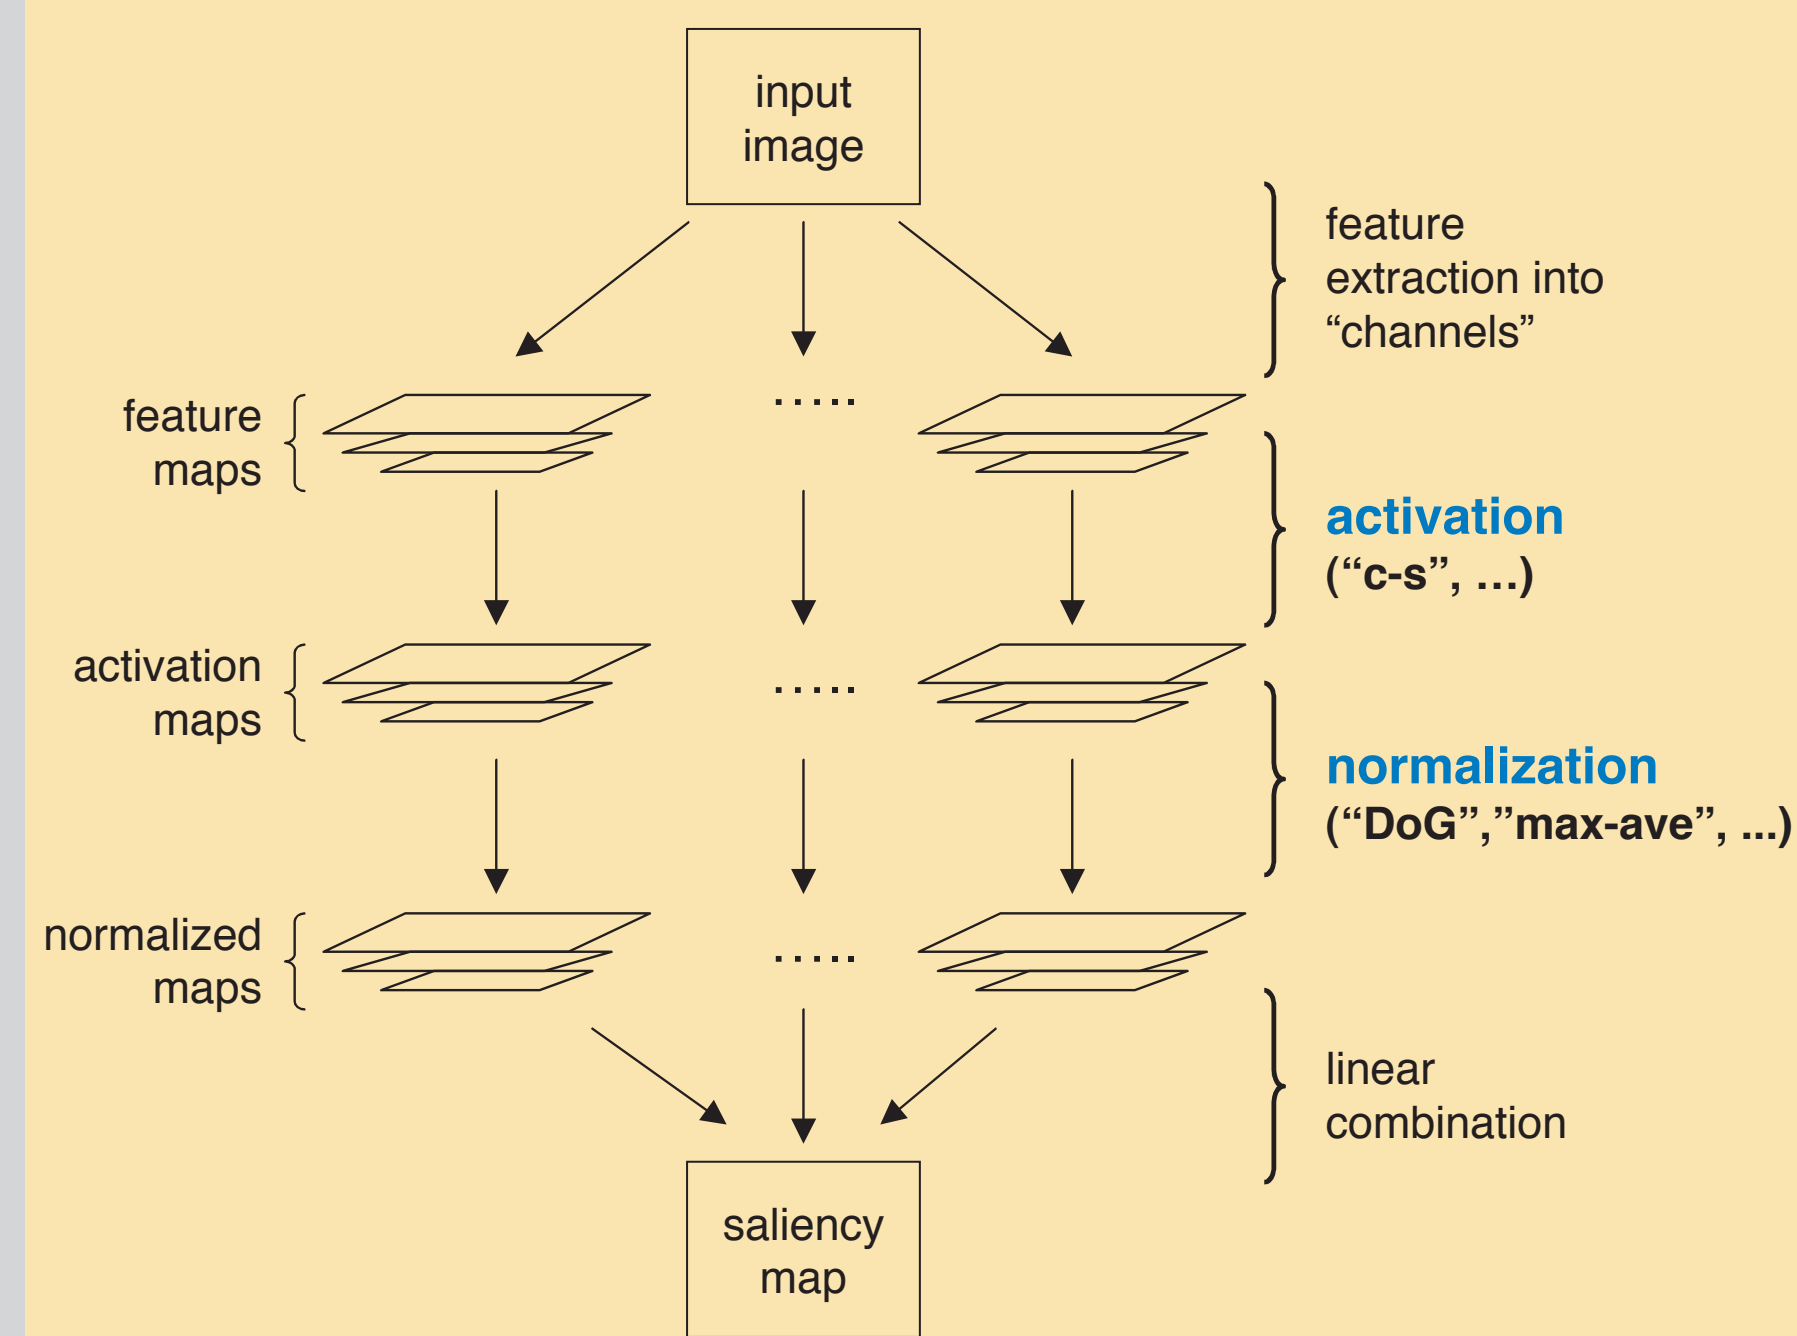 input
image
feature
extraction into
“channels”
feature
maps
.....
activation
(“c-s”, ...)
activation
maps
.....
normalization
(“DoG”,”max-ave”, ...)
normalized
maps
.....
linear
combination
saliency
map